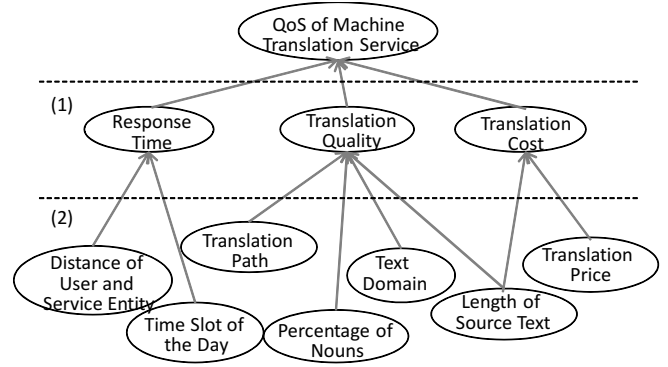 QoS of Machine
Translation Service
(1)
Response
Time
Translation
Quality
Translation
Cost
(2)
Distance of
User and
Service Entity
Time Slot of
the Day
Translation
Path
Percentage of
Nouns
Text
Domain
Length of
Source Text
Translation
Price